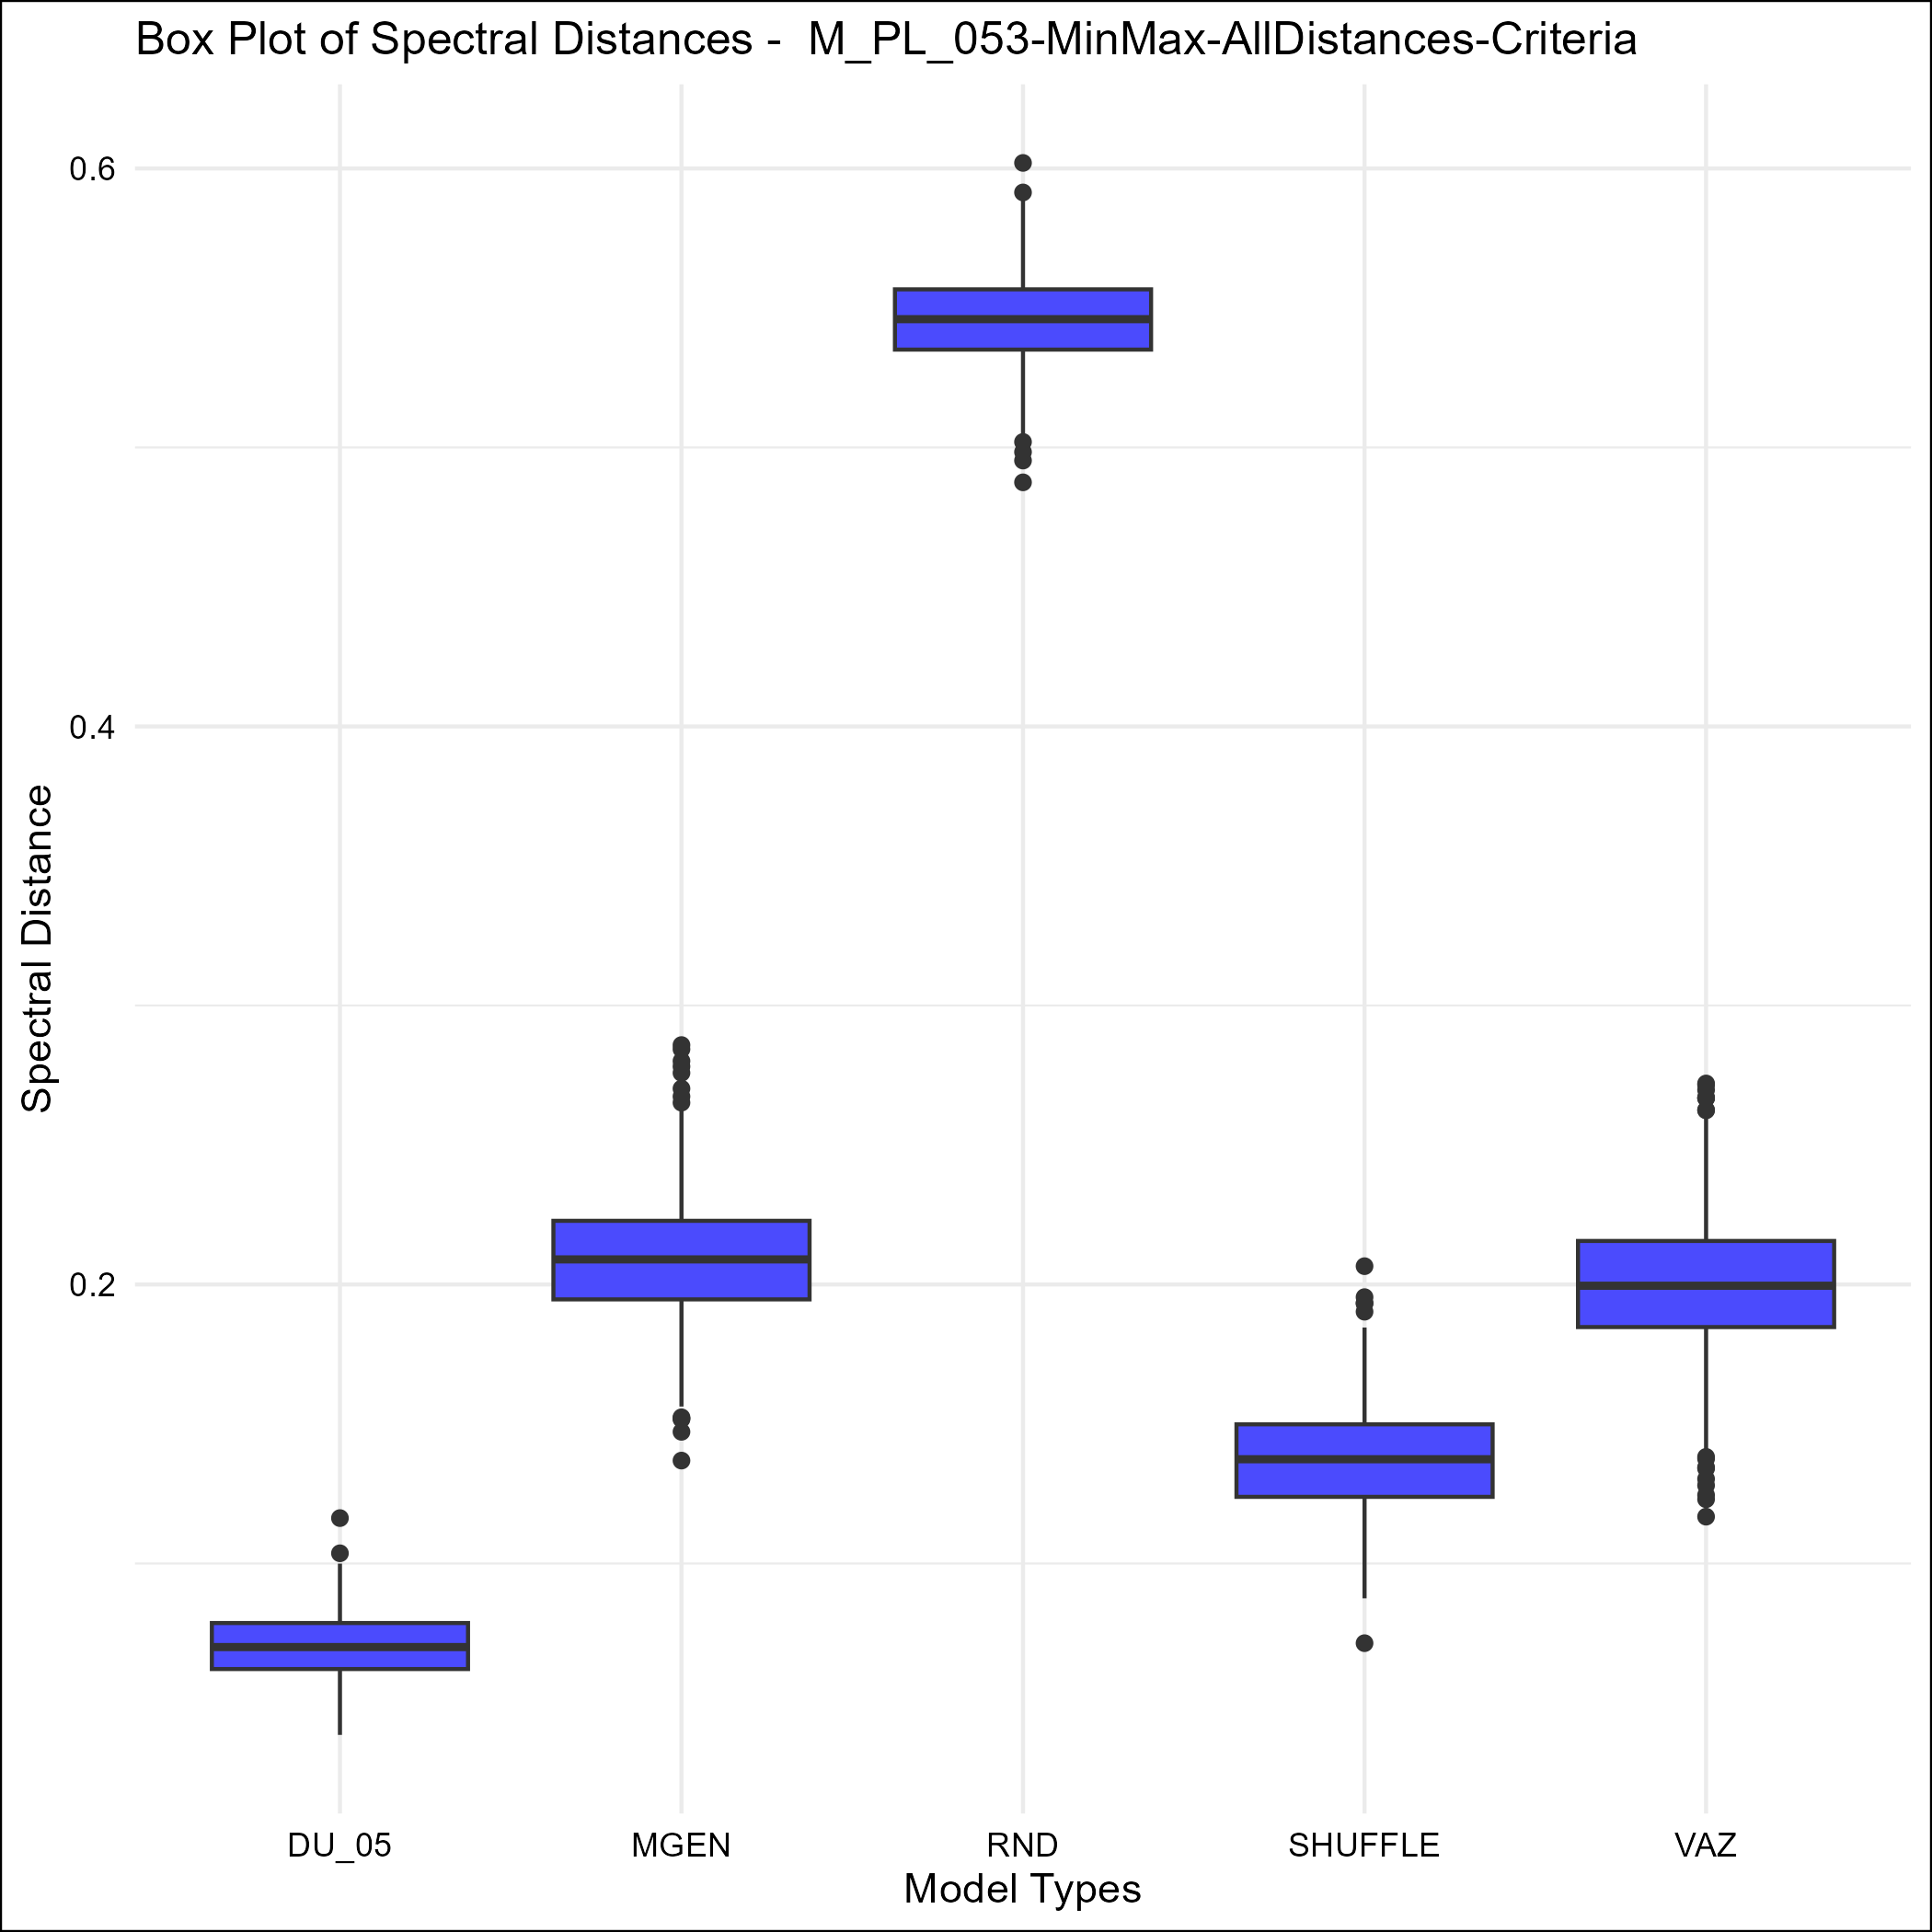 Box Plot of Spectral Distances -  M_PL_053-MinMax-AllDistances-Criteria
0.6
0.4
0.2
Spectral Distance
DU_05 MGEN RND SHUFFLE VAZ
Model Types